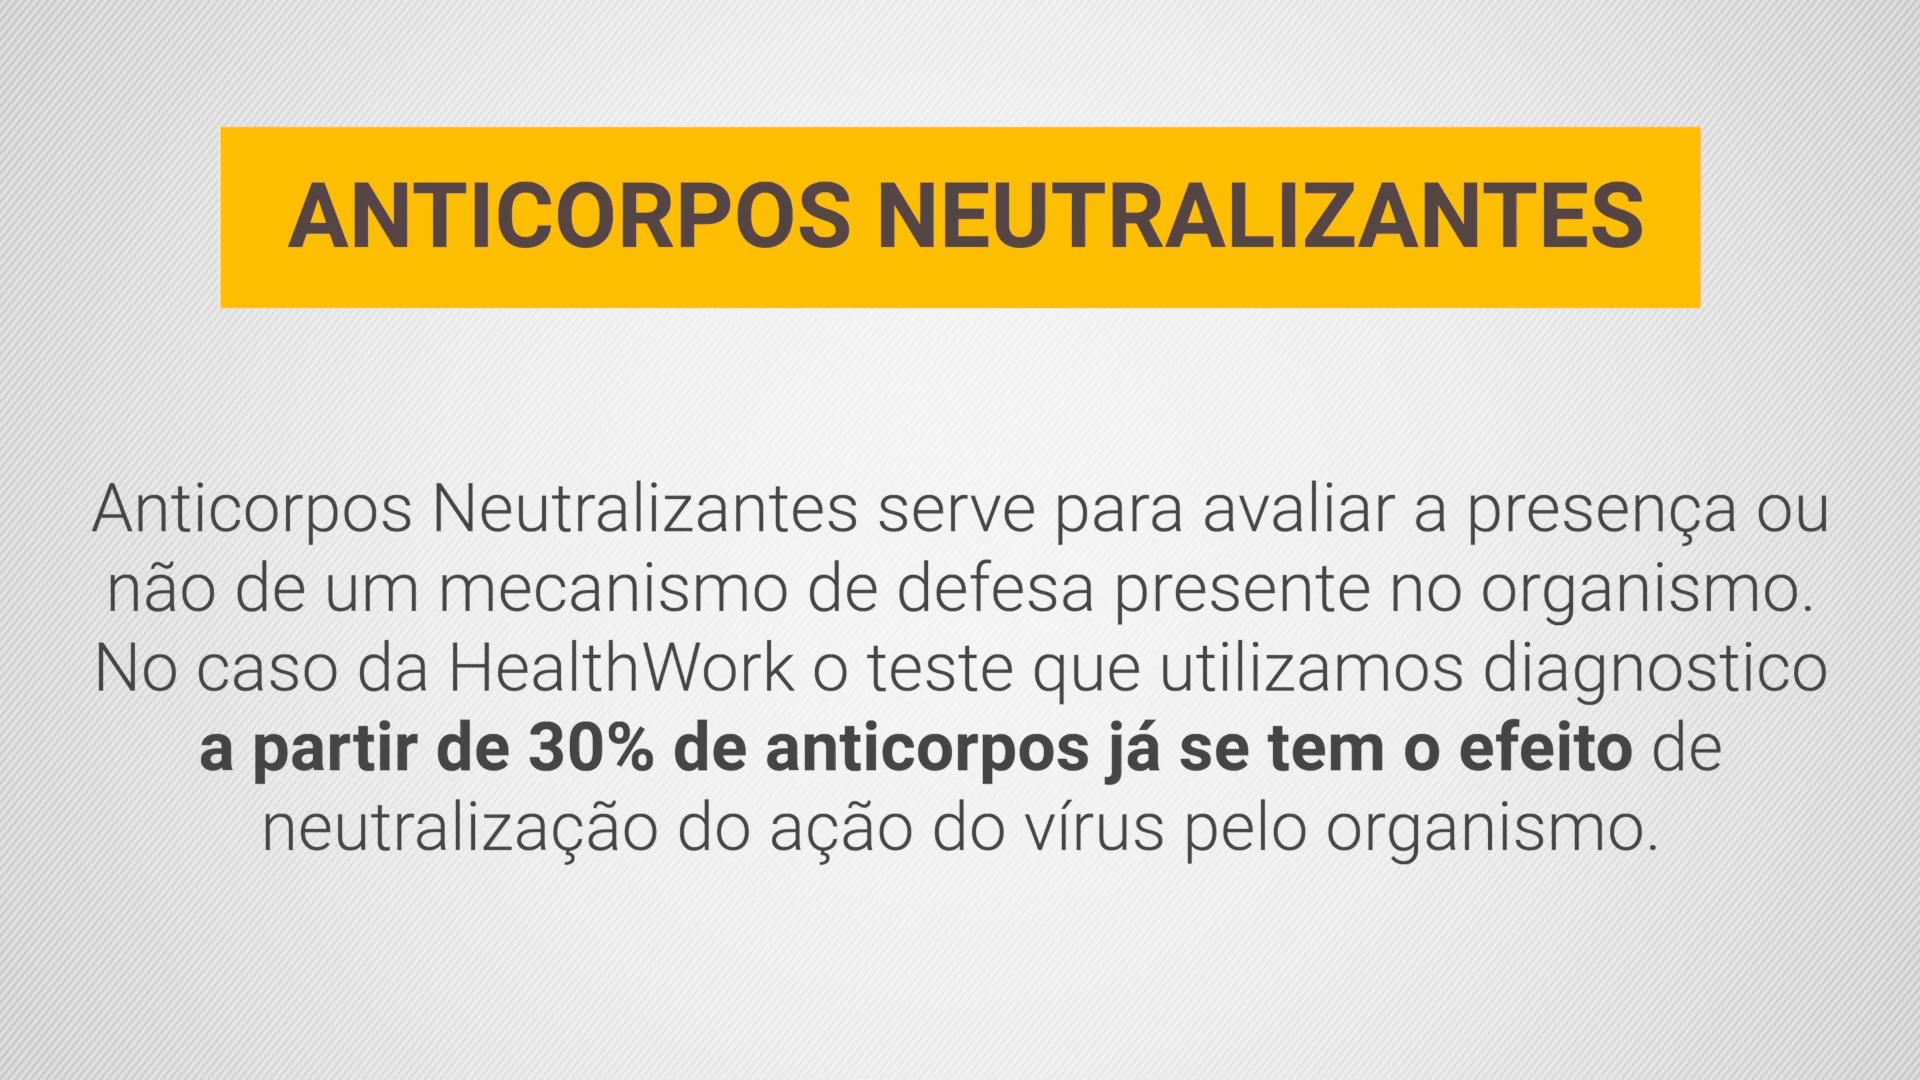 ANTICORPOS NEUTRALIZANTES
Anticorpos Neutralizantes serve para avaliar a presença ou
não de um mecanismo de defesa presente no organismo.
No caso da HealthWork o teste que utilizamos diagnostico
a partir de 30% de anticorpos já se tem o efeito de
neutralização do ação do vírus pelo organismo.